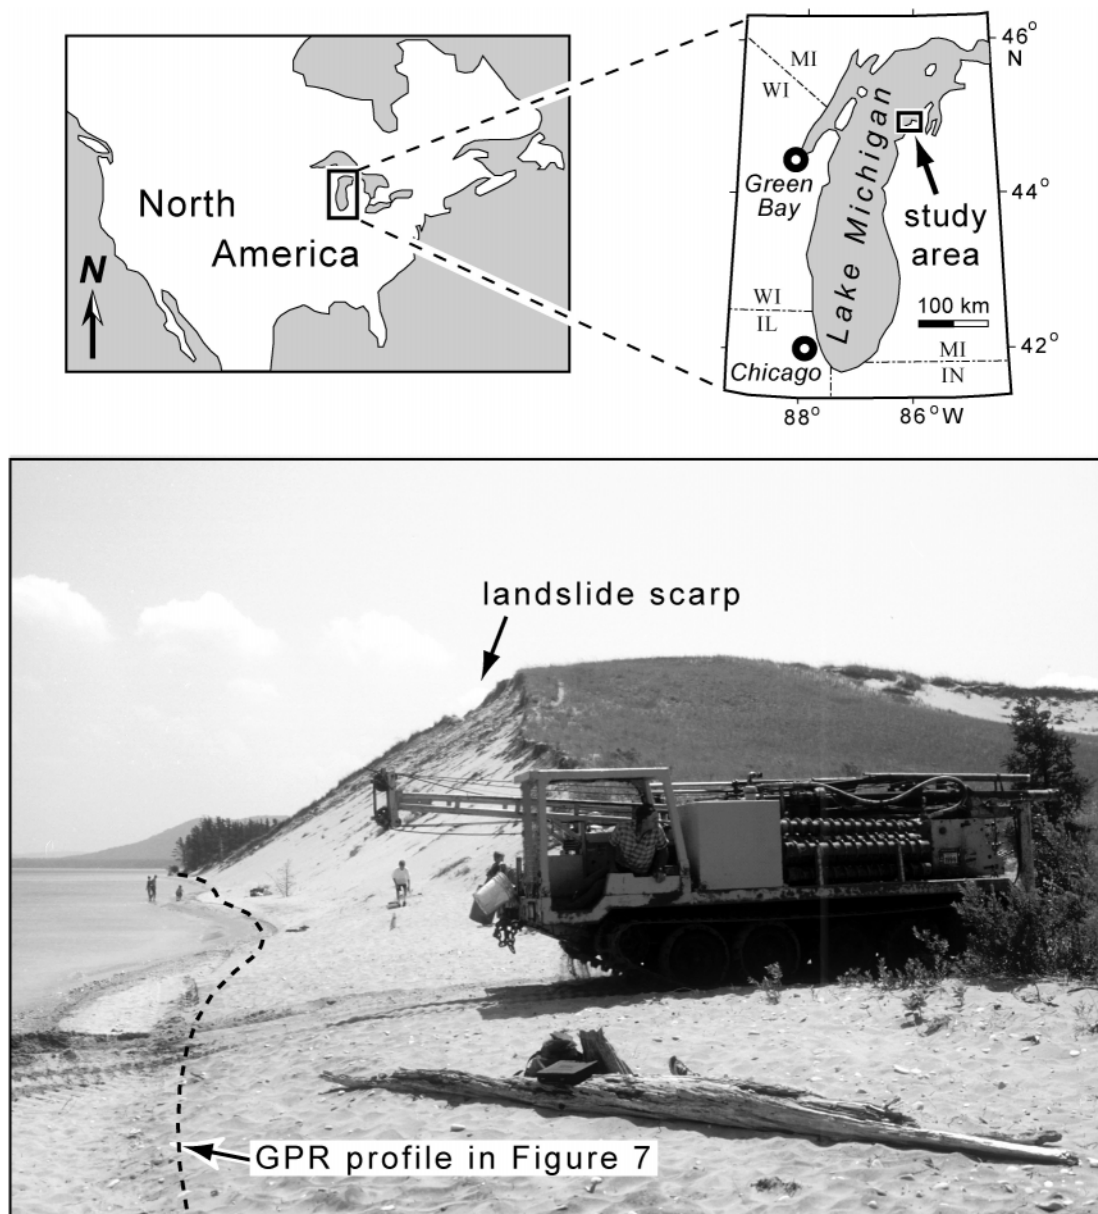 North
America
N
MI
WI
Lake Michigan
Green
Bay
study
area
100 km
WI
IL
Chicago
MI
IN
46°
N
44°
42°
88°
86° W
landslide scarp
GPR profile in Figure 7